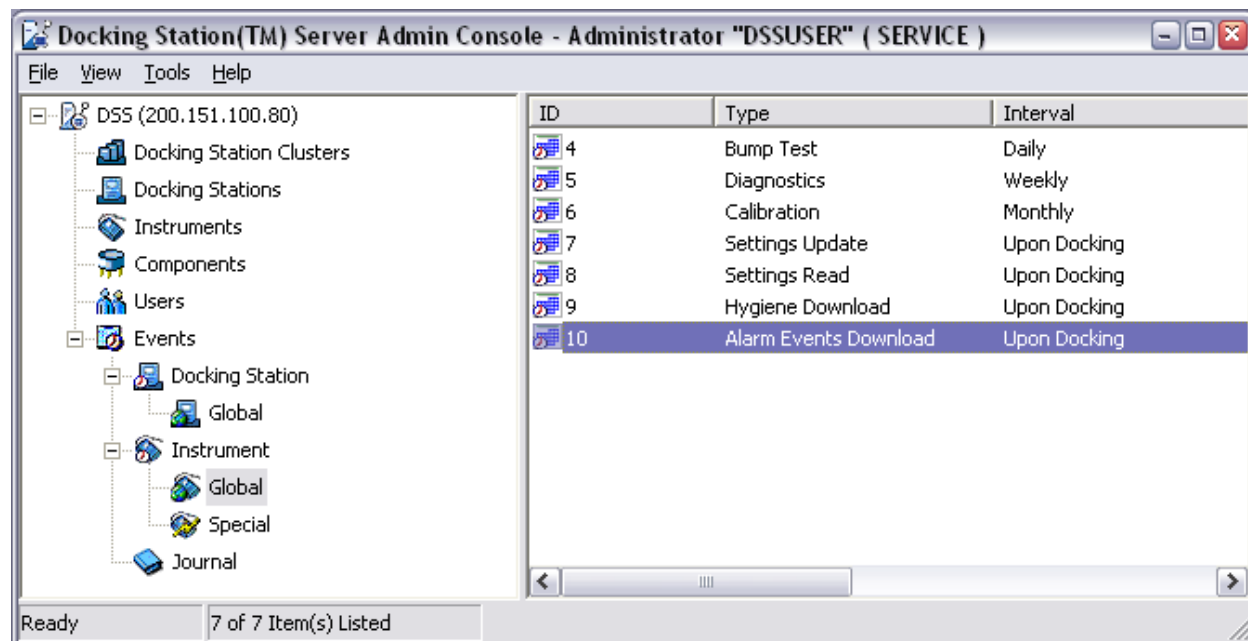 Docking Station(TM) Server Admin Console - Administrator "DSSUSER" ( SERVICE )
File View Tools Help
DSS (200.151.100.80)
Docking Station Clusters
Docking Stations
Instruments
Components
Users
Events
Docking Station
Global
Instrument
Global
Special
Journal
ID Type Interval
4 Bump Test Daily
5 Diagnostics Weekly
6 Calibration Monthly
7 Settings Update Upon Docking
8 Settings Read Upon Docking
9 Hygiene Download Upon Docking
10 Alarm Events Download Upon Docking
Ready 7 of 7 Item(s) Listed